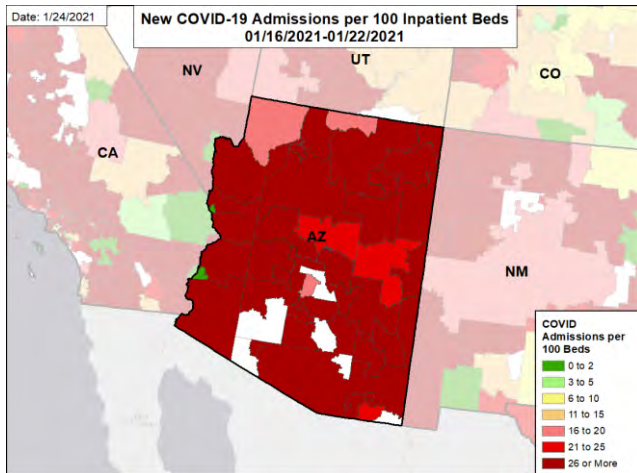 Date: 1/24/2021
New COVID-19 Admissions per 100 Inpatient Beds
01/16/2021-01/22/2021
NV
UT
CO
CA
AZ
NM
COVID
Admissions per
100 Beds
0 to 2
3 to 5
6 to 10
11 to 15
16 to 20
21 to 25
26 or More